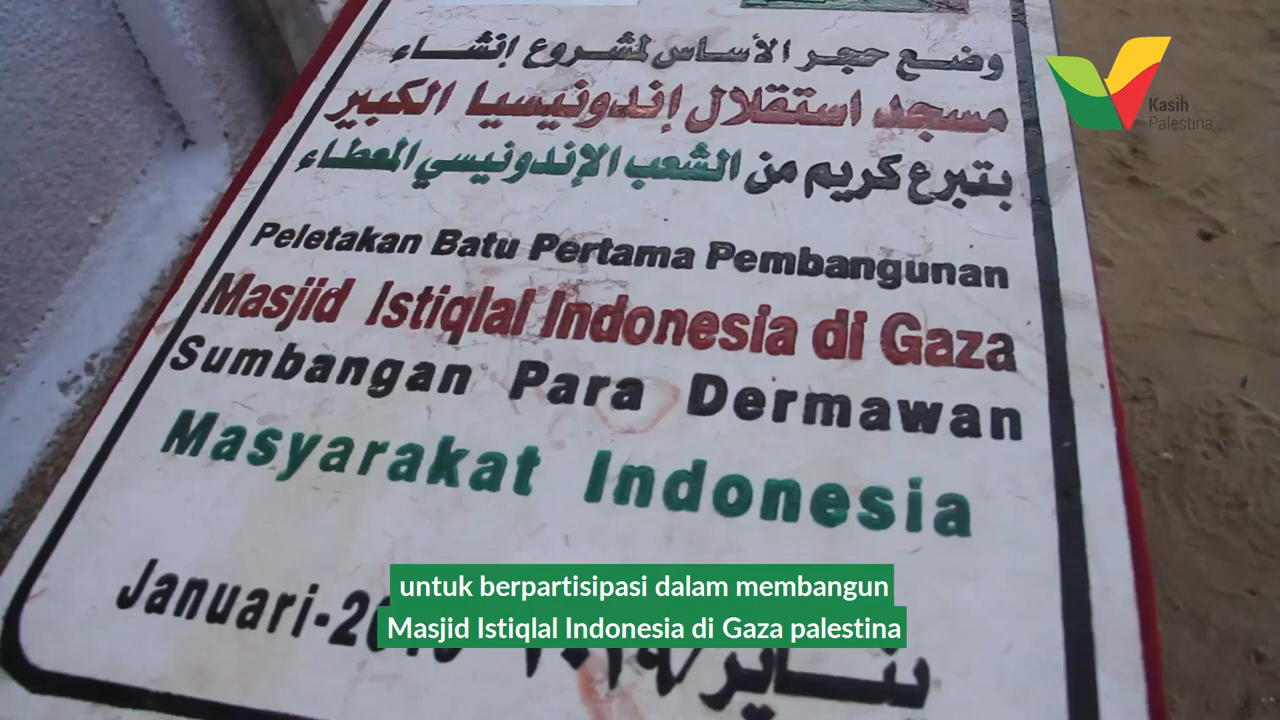 وضع حجر الأساس لمشروع إنشاء
مسجد استقلال إندونيسيا الكبير
بتبرع كريم من الشعب الإندونيسي المعطاء
Peletakan Batu Pertama Pembangunan
Masjid Istiqlal Indonesia di Gaza
Sumbangan Para Dermawan
Masyarakat Indonesia
Januari-
يناير/
Kasih
Palestina
untuk berpartisipasi dalam membangun
Masjid Istiqlal Indonesia di Gaza palestina